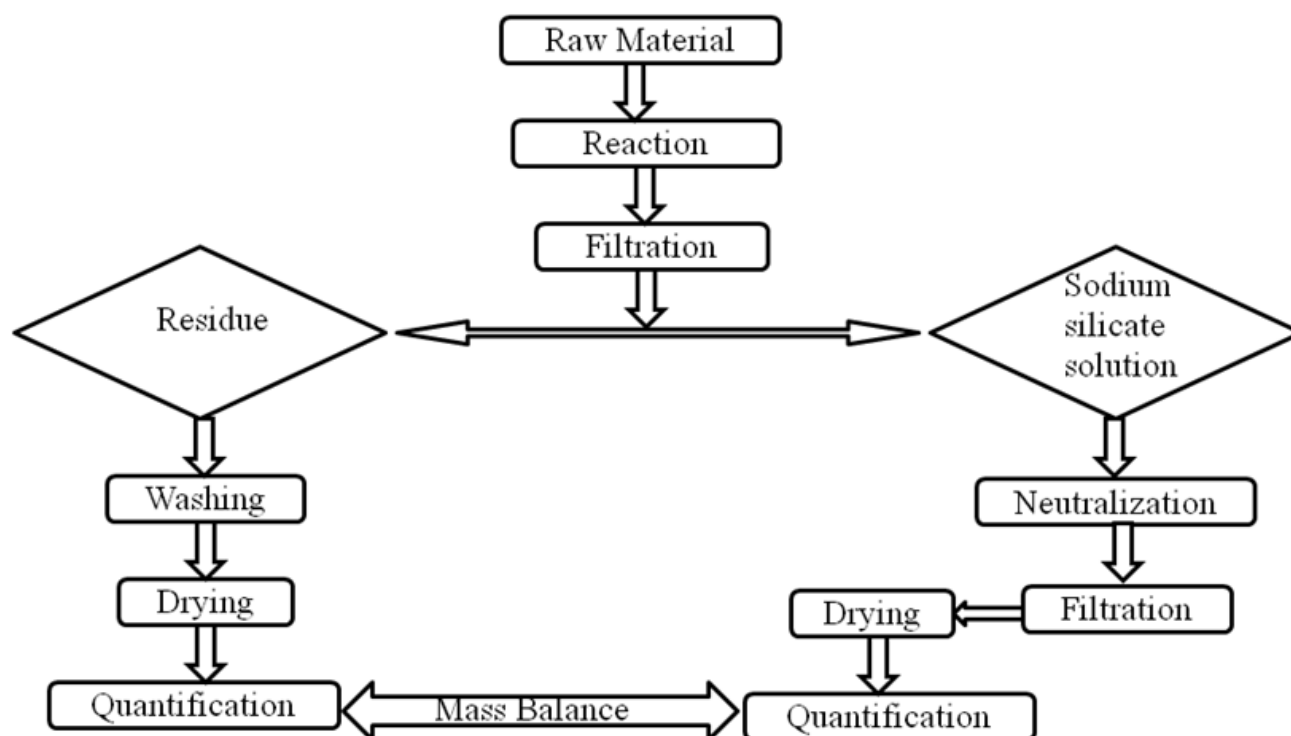 Raw Material
Reaction
Filtration
Residue
Sodium
silicate
solution
Washing
Neutralization
Drying
Drying
Filtration
Quantification
Mass Balance
Quantification